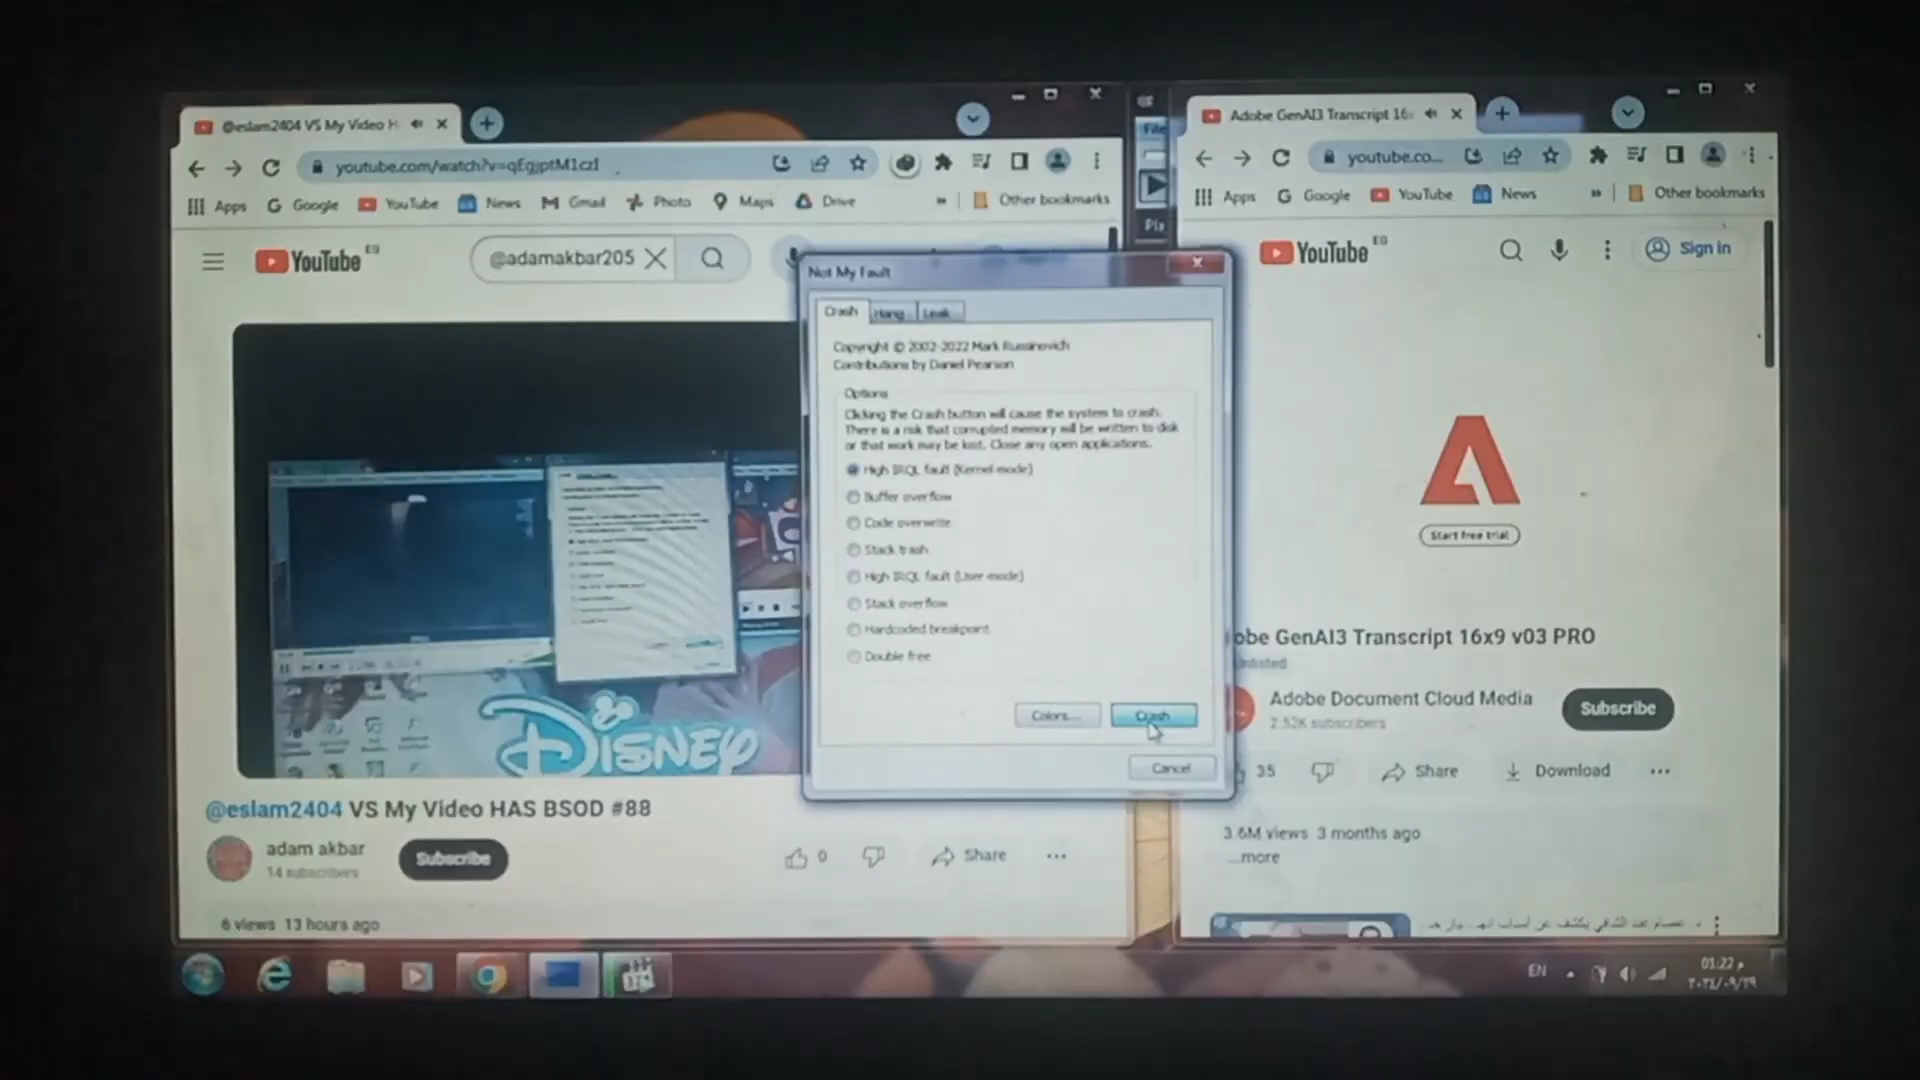 @eslam2404 VS My Video H
youtube.com/watch?v=qEgjptM1czI
Apps Google YouTube News Gmail Photo Maps Drive » Other bookmarks
YouTube EG
@adamakbar205
DISNEY
@eslam2404 VS My Video HAS BSOD #88
adam akbar
14 subscribers
Subscribe
0 Share
6 views 13 hours ago
File
Pla
Not My Fault
Crash Hang Leak
Copyright © 2002-2022 Mark Russinovich
Contributions by Daniel Pearson
Options
Clicking the Crash button will cause the system to crash.
There is a risk that corrupted memory will be written to disk
or that work may be lost. Close any open applications.
High IRQL fault (Kernel-mode)
Buffer overflow
Code overwrite
Stack trash
High IRQL fault (User-mode)
Stack overflow
Hardcoded breakpoint
Double free
Colors... Crash
Cancel
Adobe GenAI3 Transcript 16
youtube.co...
Apps Google YouTube News » Other bookmarks
YouTube EG
Sign in
Start free trial
obe GenAI3 Transcript 16x9 v03 PRO
Unlisted
Adobe Document Cloud Media
2.52K subscribers
Subscribe
35 Share Download
3.6M views 3 months ago
...more
EN
01:22 م
٢٠٢٤/٠٩/٢٩